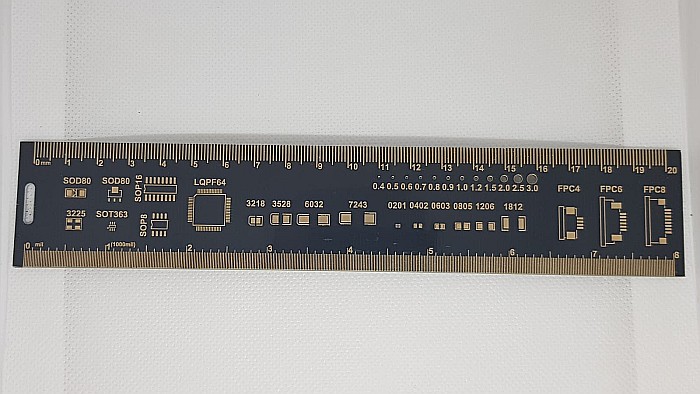 0 mm 1 2 3 4 5 6 7 8 9 10 11 12 13 14 15 16 17 18 19 20
0.4 0.5 0.6 0.7 0.8 0.9 1.0 1.2 1.5 2.0 2.5 3.0
SOD80 SOD80 SOP16 LQPF64 FPC4 FPC6 FPC8
3218 3528 6032 7243 0201 0402 0603 0805 1206 1812
3225 SOT363 SOP8
0 mil 1 (1000mil) 2 3 4 5 6 7 8